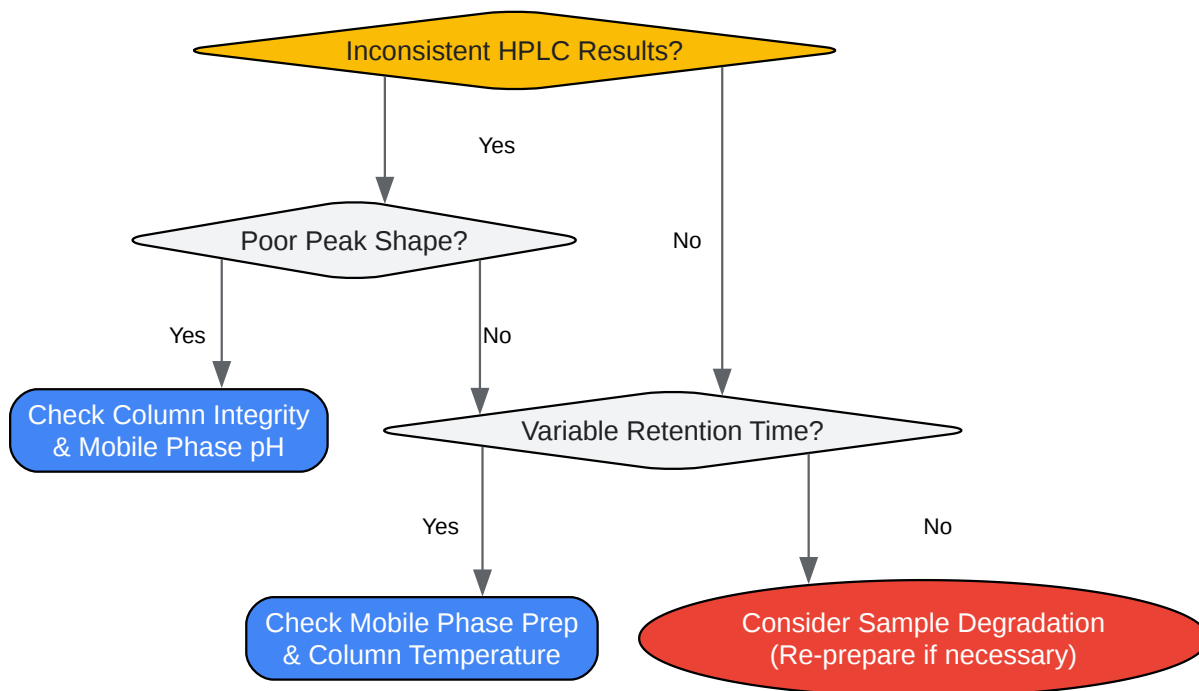 Inconsistent HPLC Results?
Yes
Poor Peak Shape?
No
Yes
No
Check Column Integrity
& Mobile Phase pH
Variable Retention Time?
Yes
No
Check Mobile Phase Prep
& Column Temperature
Consider Sample Degradation
(Re-prepare if necessary)